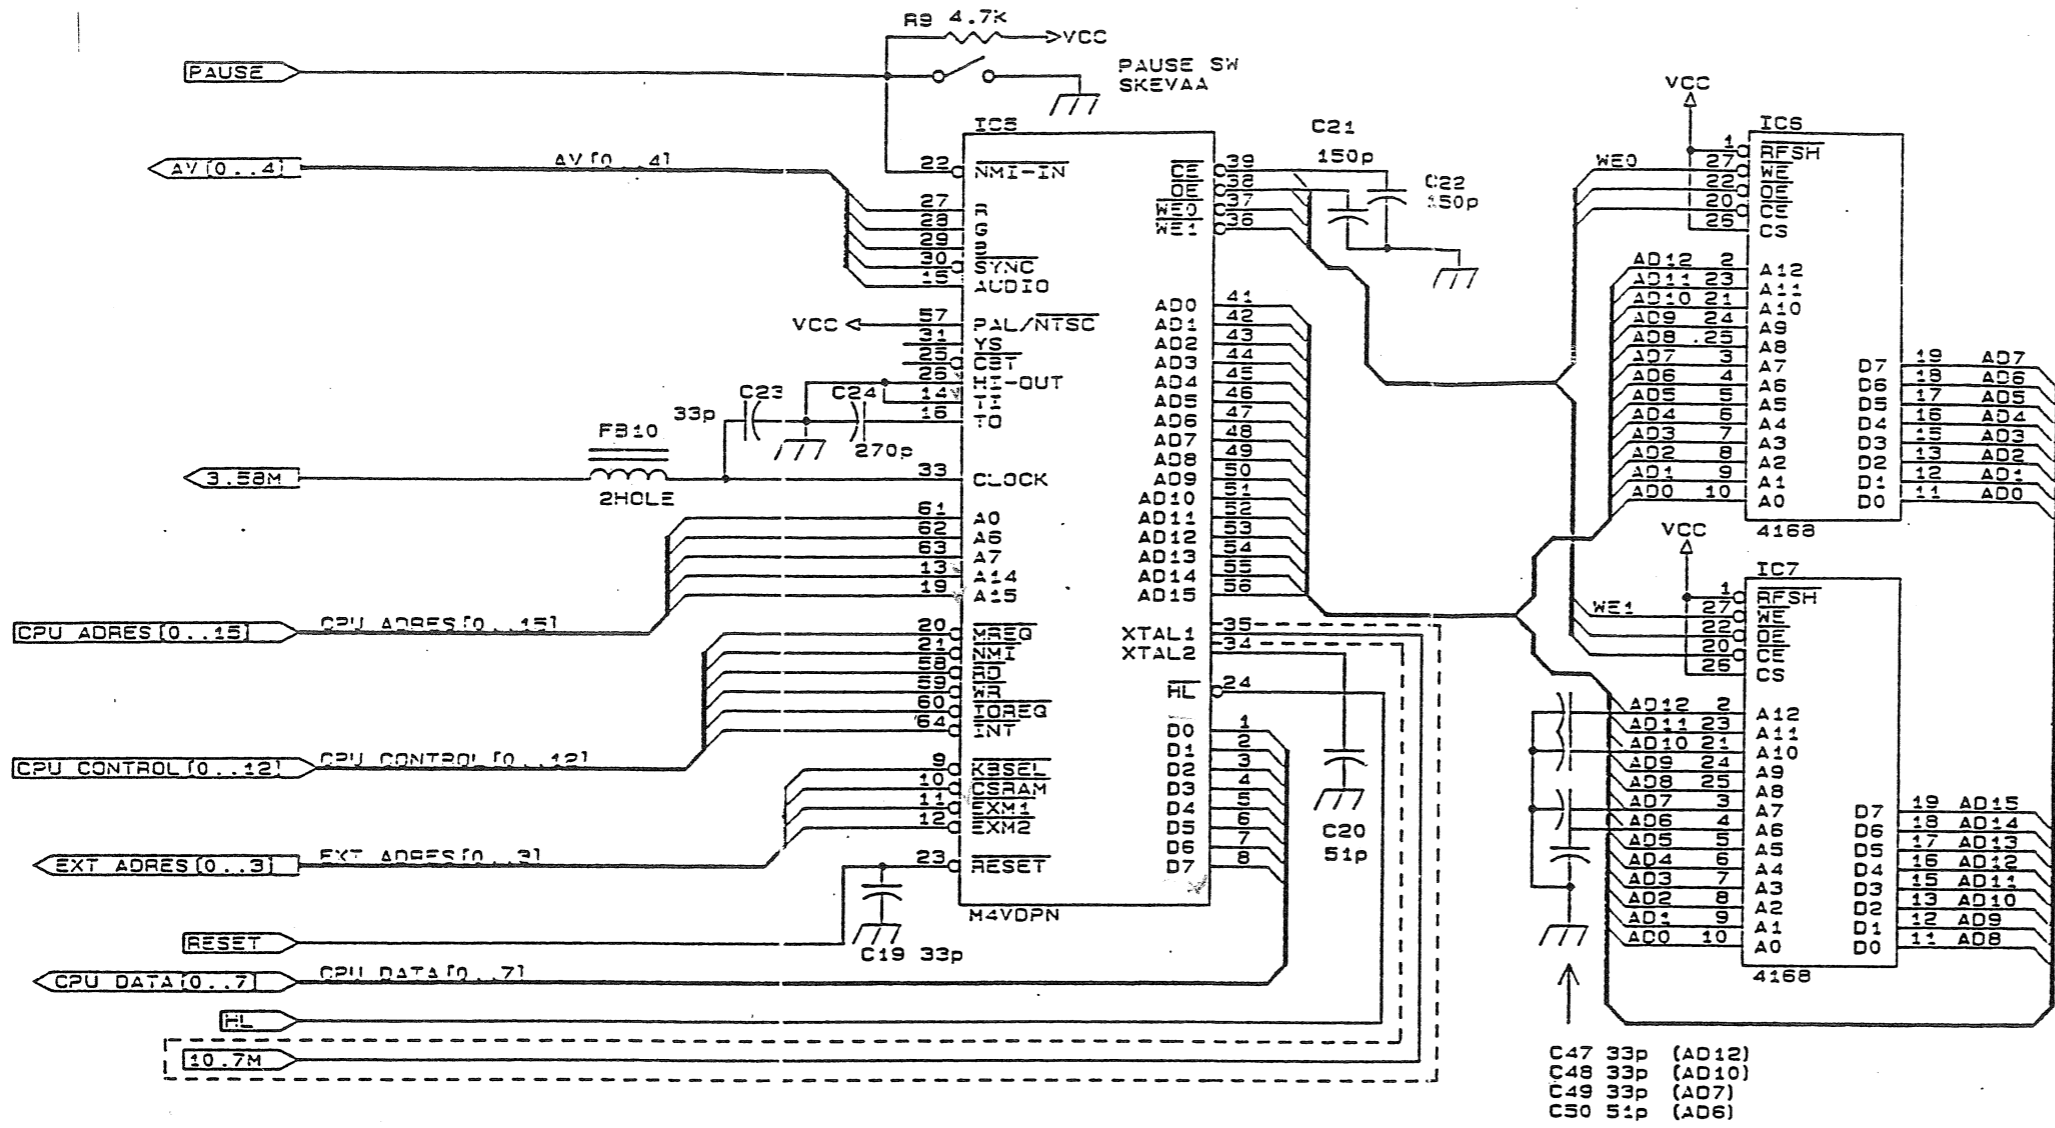 R9 4.7K
VCC
PAUSE
PAUSE SW
SKEVAA
AV[0..4]
AV[0..4]
IC5
22 NMI-IN
27 R
28 G
29 B
30 SYNC
15 AUDIO
VCC 57 PAL/NTSC
31 YS
25 CBT
26 HI-OUT
14 TI
16 TO
C23
33p
C24
270p
FB10
2HOLE
3.58M
33 CLOCK
61 A0
62 A6
63 A7
13 A14
19 A15
CPU ADRES[0..15]
CPU ADRES[0..15]
20 MREQ
21 NMI
58 RD
59 WR
60 IOREQ
64 INT
CPU CONTROL[0..12]
CPU CONTROL[0..12]
9 KBSEL
10 CSRAM
11 EXM1
12 EXM2
EXT ADRES[0..3]
EXT ADRES[0..3]
23 RESET
M4VDPN
RESET
C19 33p
CPU DATA[0..7]
CPU DATA[0..7]
HL
10.7M
CE 39
OE 38
WE0 37
WE1 36
C21
150p
C22
150p
AD0 41
AD1 42
AD2 43
AD3 44
AD4 45
AD5 46
AD6 47
AD7 48
AD8 49
AD9 50
AD10 51
AD11 52
AD12 53
AD13 54
AD14 55
AD15 56
XTAL1 35
XTAL2 34
HL 24
D0 1
D1 2
D2 3
D3 4
D4 5
D5 6
D6 7
D7 8
C20
51p
VCC
IC6
1 RFSH
WE0 27 WE
22 OE
20 CE
26 CS
AD12 2 A12
AD11 23 A11
AD10 21 A10
AD9 24 A9
AD8 25 A8
AD7 3 A7
AD6 4 A6
AD5 5 A5
AD4 6 A4
AD3 7 A3
AD2 8 A2
AD1 9 A1
AD0 10 A0
D7 19 AD7
D6 18 AD6
D5 17 AD5
D4 16 AD4
D3 15 AD3
D2 13 AD2
D1 12 AD1
D0 11 AD0
4168
VCC
IC7
1 RFSH
WE1 27 WE
22 OE
20 CE
26 CS
AD12 2 A12
AD11 23 A11
AD10 21 A10
AD9 24 A9
AD8 25 A8
AD7 3 A7
AD6 4 A6
AD5 5 A5
AD4 6 A4
AD3 7 A3
AD2 8 A2
AD1 9 A1
AD0 10 A0
D7 19 AD15
D6 18 AD14
D5 17 AD13
D4 16 AD12
D3 15 AD11
D2 13 AD10
D1 12 AD9
D0 11 AD8
4168
C47 33p (AD12)
C48 33p (AD10)
C49 33p (AD7)
C50 51p (AD6)